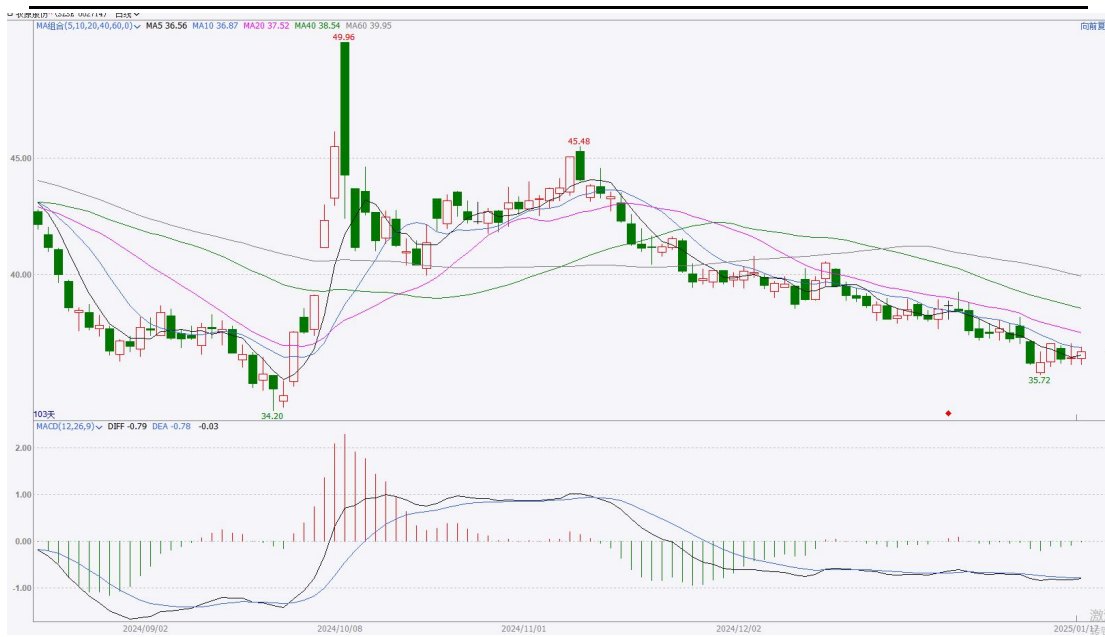 MA组合(5,10,20,40,60,0) MA5 36.56 MA10 36.87 MA20 37.52 MA40 38.54 MA60 39.95
49.96
45.48
45.00
40.00
35.72
34.20
103天
MACD(12,26,9) DIFF -0.79 DEA -0.78 -0.03
2.00
1.00
0.00
-1.00
2024/09/02 2024/10/08 2024/11/01 2024/12/02